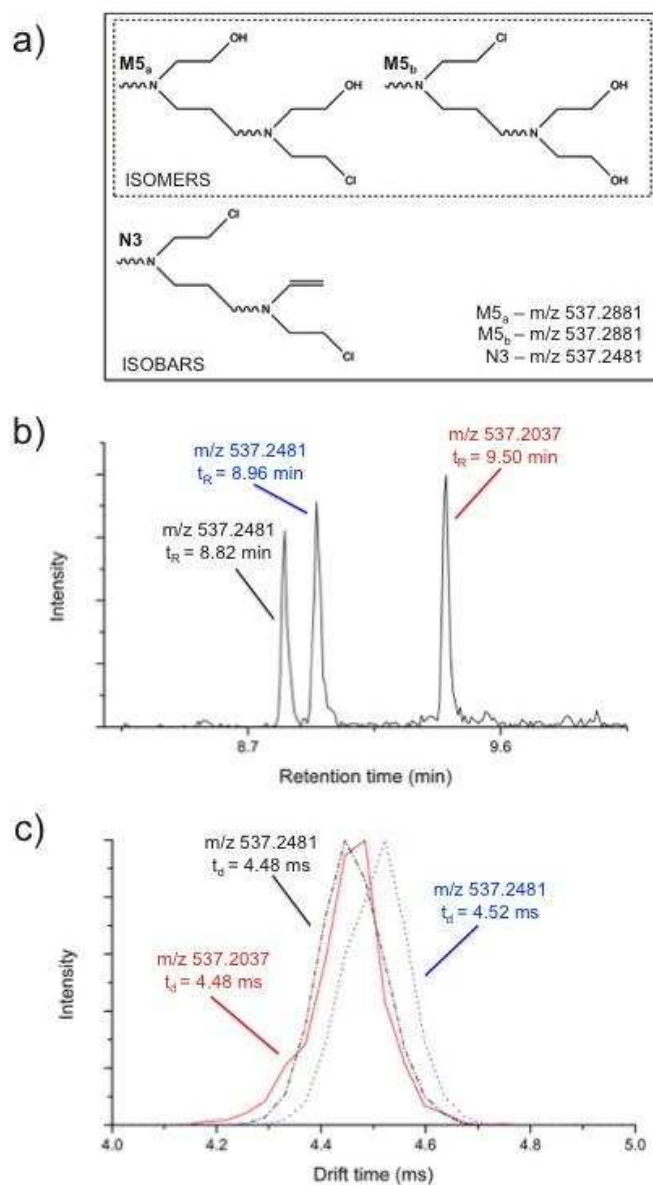 a)
OH
M5a
N
OH
N
Cl
Cl
M5b
N
OH
N
OH
ISOMERS
Cl
N3
N
N
Cl
ISOBARS
M5a – m/z 537.2881
M5b – m/z 537.2881
N3 – m/z 537.2481
b)
m/z 537.2481
tR = 8.96 min
m/z 537.2037
tR = 9.50 min
m/z 537.2481
tR = 8.82 min
Intensity
8.7
9.6
Retention time (min)
c)
m/z 537.2481
td = 4.48 ms
m/z 537.2481
td = 4.52 ms
m/z 537.2037
td = 4.48 ms
Intensity
4.0
4.2
4.4
4.6
4.8
5.0
Drift time (ms)